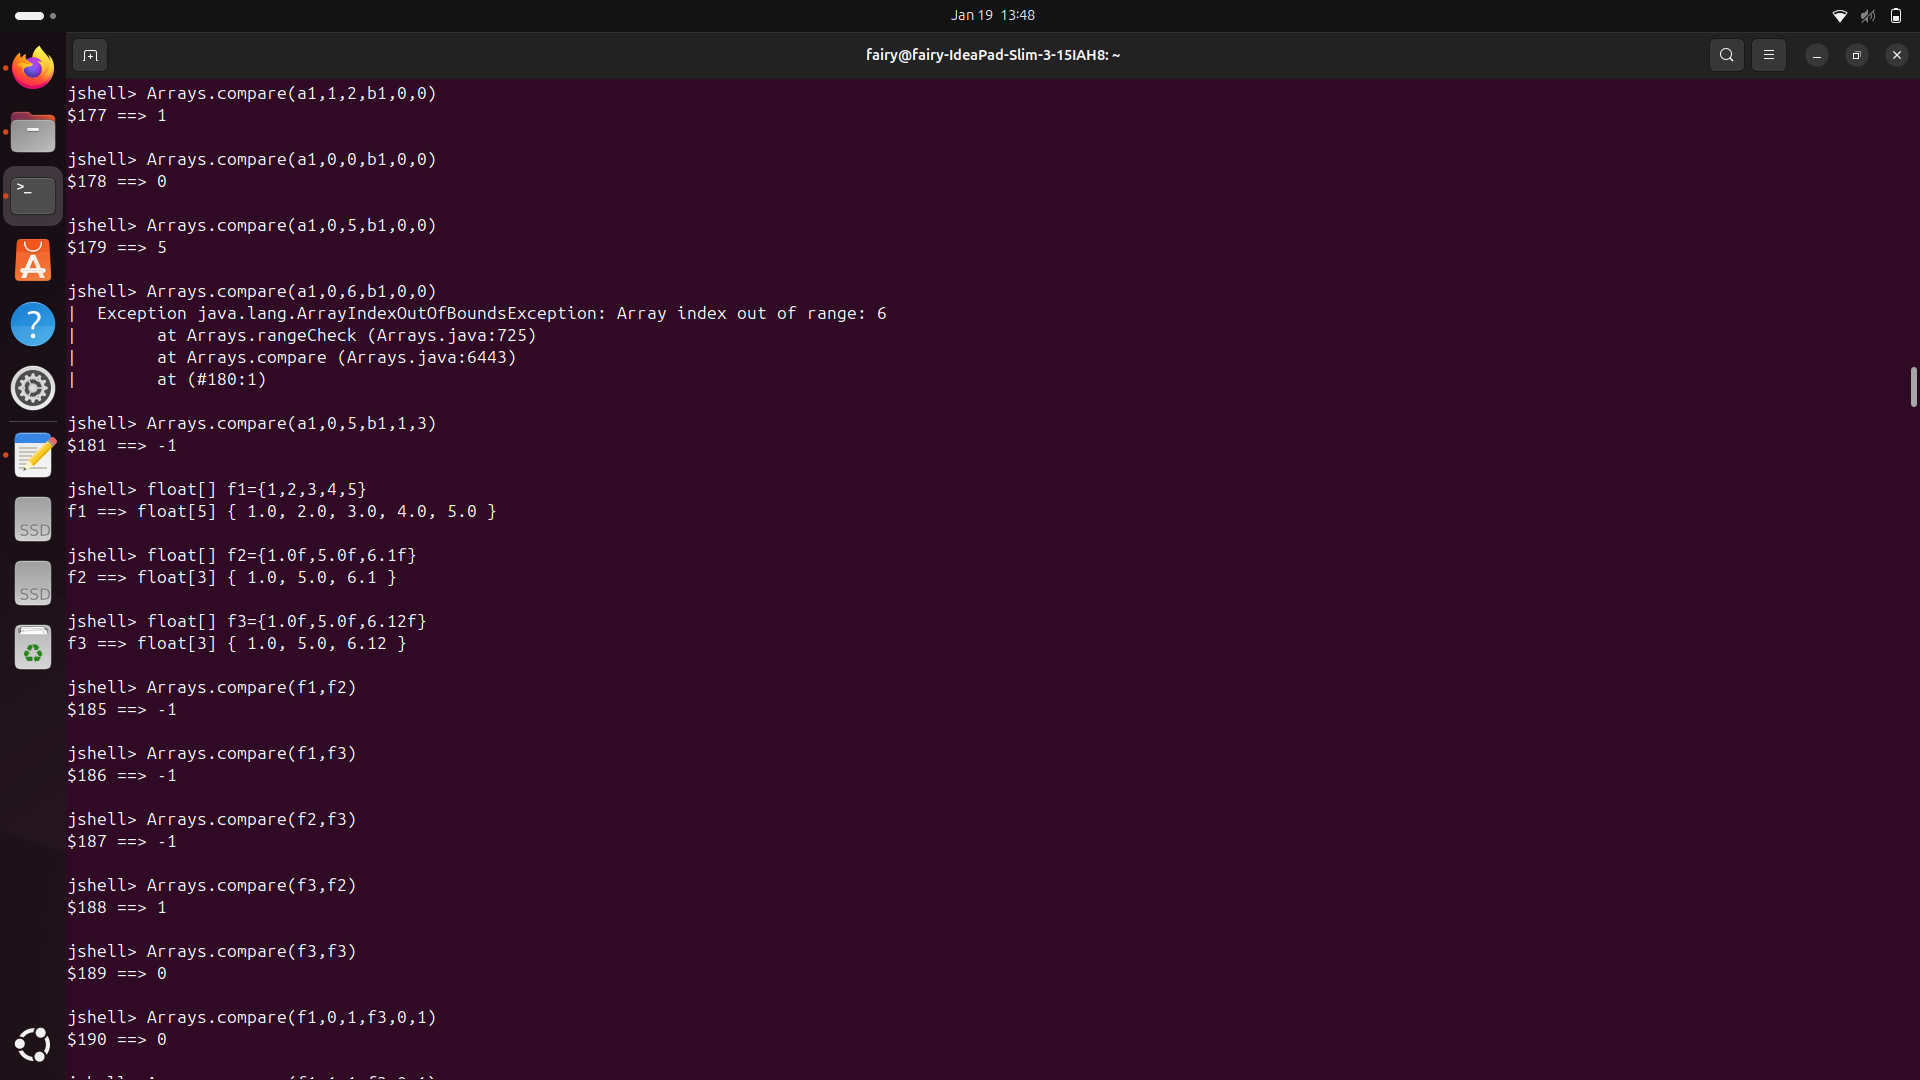 Jan 19 13:48
fairy@fairy-IdeaPad-Slim-3-15IAH8: ~
jshell> Arrays.compare(a1,1,2,b1,0,0)
$177 ==> 1
jshell> Arrays.compare(a1,0,0,b1,0,0)
$178 ==> 0
jshell> Arrays.compare(a1,0,5,b1,0,0)
$179 ==> 5
jshell> Arrays.compare(a1,0,6,b1,0,0)
|  Exception java.lang.ArrayIndexOutOfBoundsException: Array index out of range: 6
|        at Arrays.rangeCheck (Arrays.java:725)
|        at Arrays.compare (Arrays.java:6443)
|        at (#180:1)
jshell> Arrays.compare(a1,0,5,b1,1,3)
$181 ==> -1
jshell> float[] f1={1,2,3,4,5}
f1 ==> float[5] { 1.0, 2.0, 3.0, 4.0, 5.0 }
jshell> float[] f2={1.0f,5.0f,6.1f}
f2 ==> float[3] { 1.0, 5.0, 6.1 }
jshell> float[] f3={1.0f,5.0f,6.12f}
f3 ==> float[3] { 1.0, 5.0, 6.12 }
jshell> Arrays.compare(f1,f2)
$185 ==> -1
jshell> Arrays.compare(f1,f3)
$186 ==> -1
jshell> Arrays.compare(f2,f3)
$187 ==> -1
jshell> Arrays.compare(f3,f2)
$188 ==> 1
jshell> Arrays.compare(f3,f3)
$189 ==> 0
jshell> Arrays.compare(f1,0,1,f3,0,1)
$190 ==> 0
>_
?
SSD
SSD